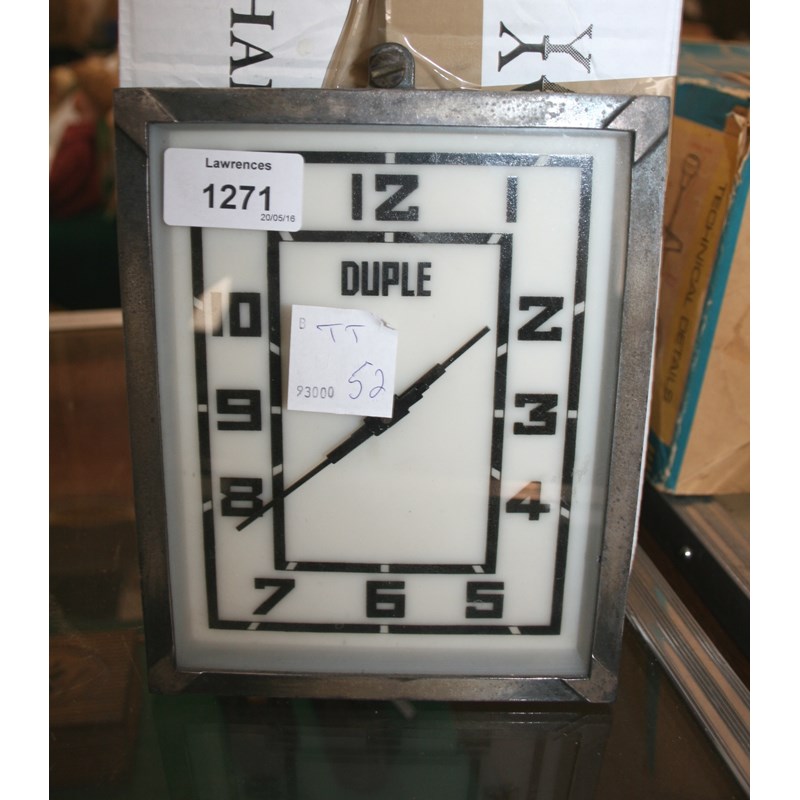 HA
Lawrences
1271
20/05/16
12
1
DUPLE
10
2
B
TT
93000 52
9
3
8
4
7
6
5
TECHNICAL DETAILS